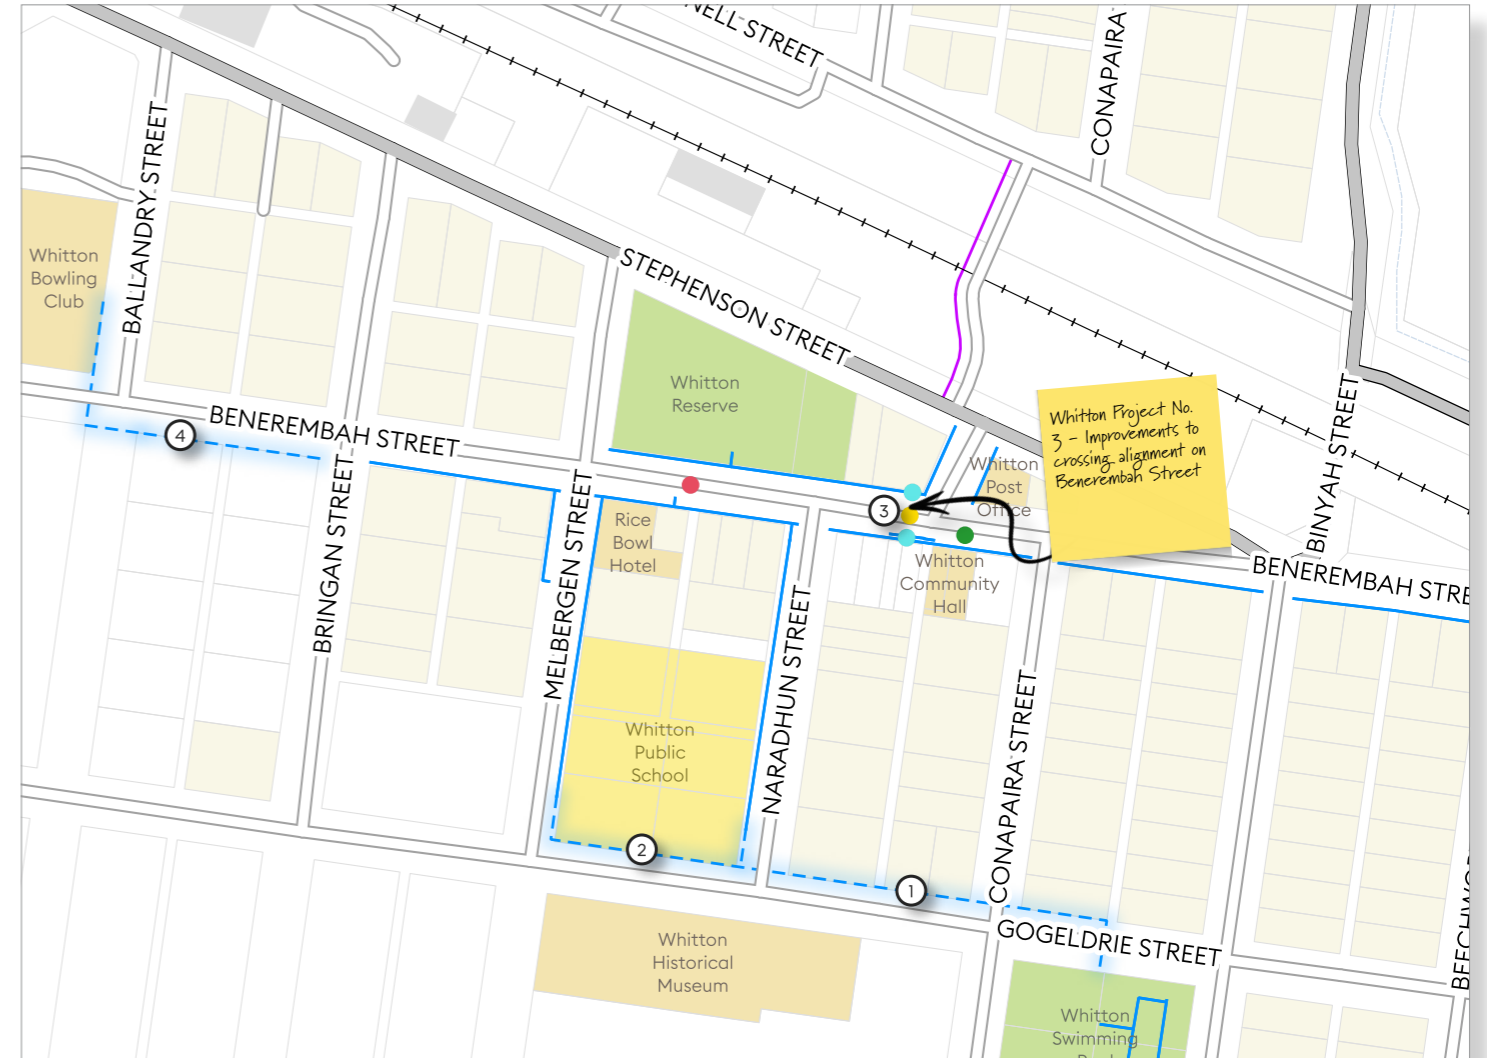 NELL STREET
CONAPAIRA
BALLANDRY STREET
Whitton
Bowling
Club
STEPHENSON STREET
Whitton
Reserve
BENEREMBAH STREET
4
BRINGAN STREET
MELBERGEN STREET
Rice
Bowl
Hotel
3
Whitton
Post
Office
Whitton Project No.
3 - Improvements to
crossing alignment on
Benerembah Street
BINYAH STREET
BENEREMBAH STRE
Whitton
Community
Hall
NARADHUN STREET
CONAPAIRA STREET
Whitton
Public
School
2
1
GOGELDRIE STREET
BEECHWOR
Whitton
Historical
Museum
Whitton
Swimming